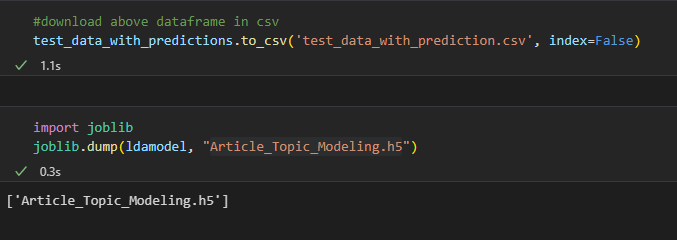 #download above dataframe in csv
test_data_with_predictions.to_csv('test_data_with_prediction.csv', index=False)
✓ 1.1s
import joblib
joblib.dump(ldamodel, "Article_Topic_Modeling.h5")
✓ 0.3s
['Article_Topic_Modeling.h5']